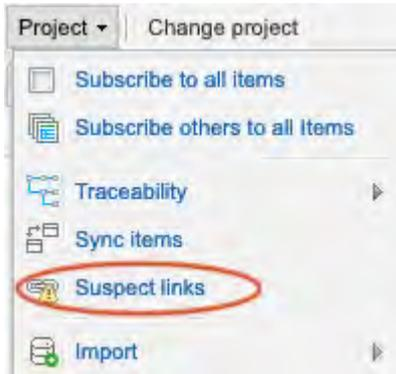 Project Change project
Subscribe to all items
Subscribe others to all Items
Traceability
Sync items
Suspect links
Import